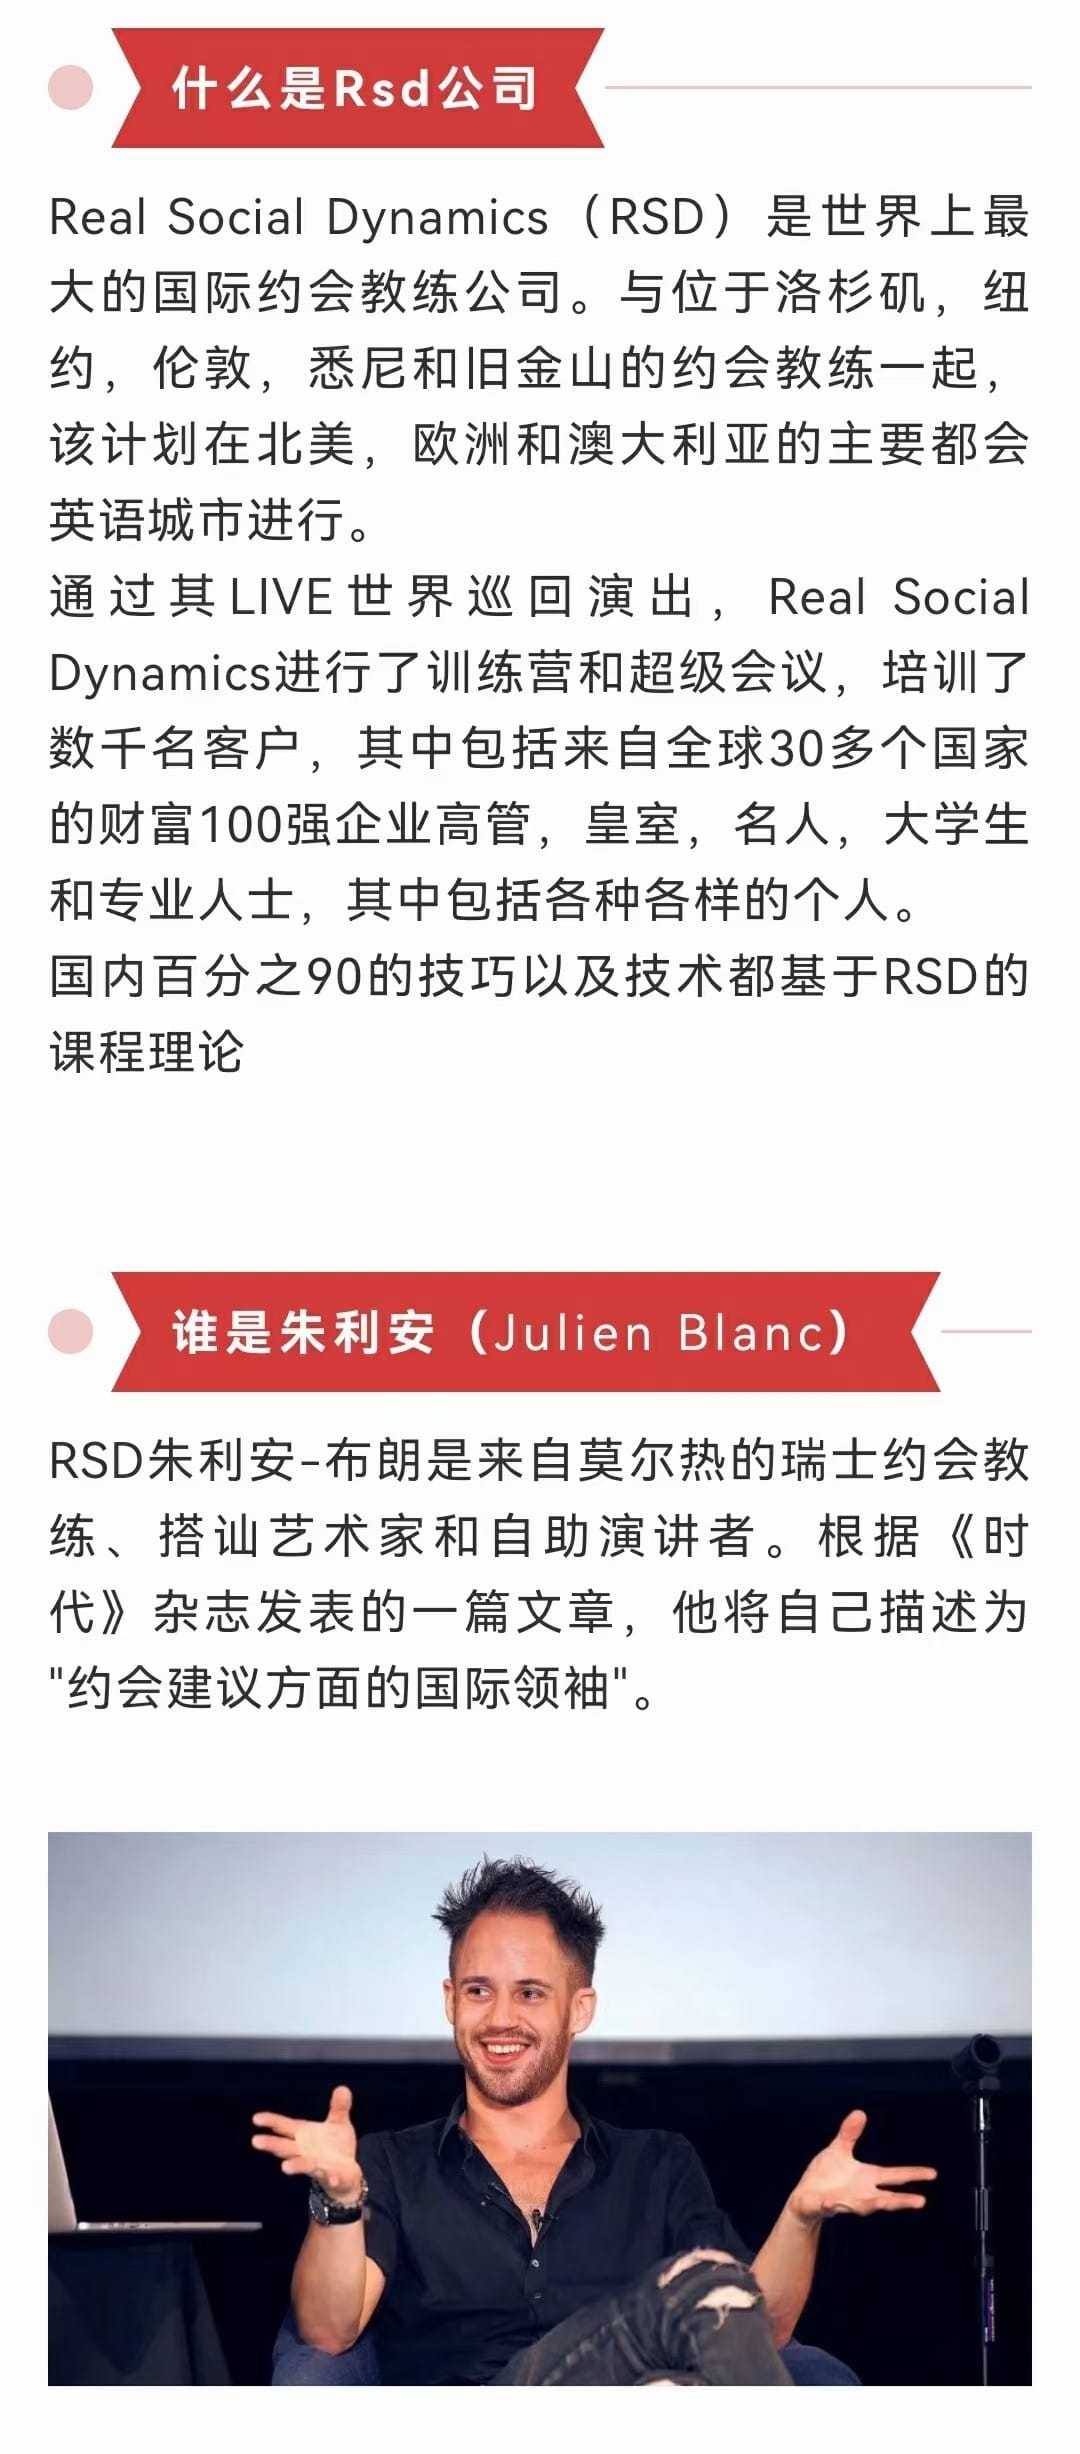 什么是Rsd公司
Real Social Dynamics（RSD）是世界上最
大的国际约会教练公司。与位于洛杉矶，纽
约，伦敦，悉尼和旧金山的约会教练一起，
该计划在北美，欧洲和澳大利亚的主要都会
英语城市进行。
通过其LIVE世界巡回演出，Real Social
Dynamics进行了训练营和超级会议，培训了
数千名客户，其中包括来自全球30多个国家
的财富100强企业高管，皇室，名人，大学生
和专业人士，其中包括各种各样的个人。
国内百分之90的技巧以及技术都基于RSD的
课程理论
谁是朱利安（Julien Blanc）
RSD朱利安-布朗是来自莫尔热的瑞士约会教
练、搭讪艺术家和自助演讲者。根据《时
代》杂志发表的一篇文章，他将自己描述为
"约会建议方面的国际领袖"。